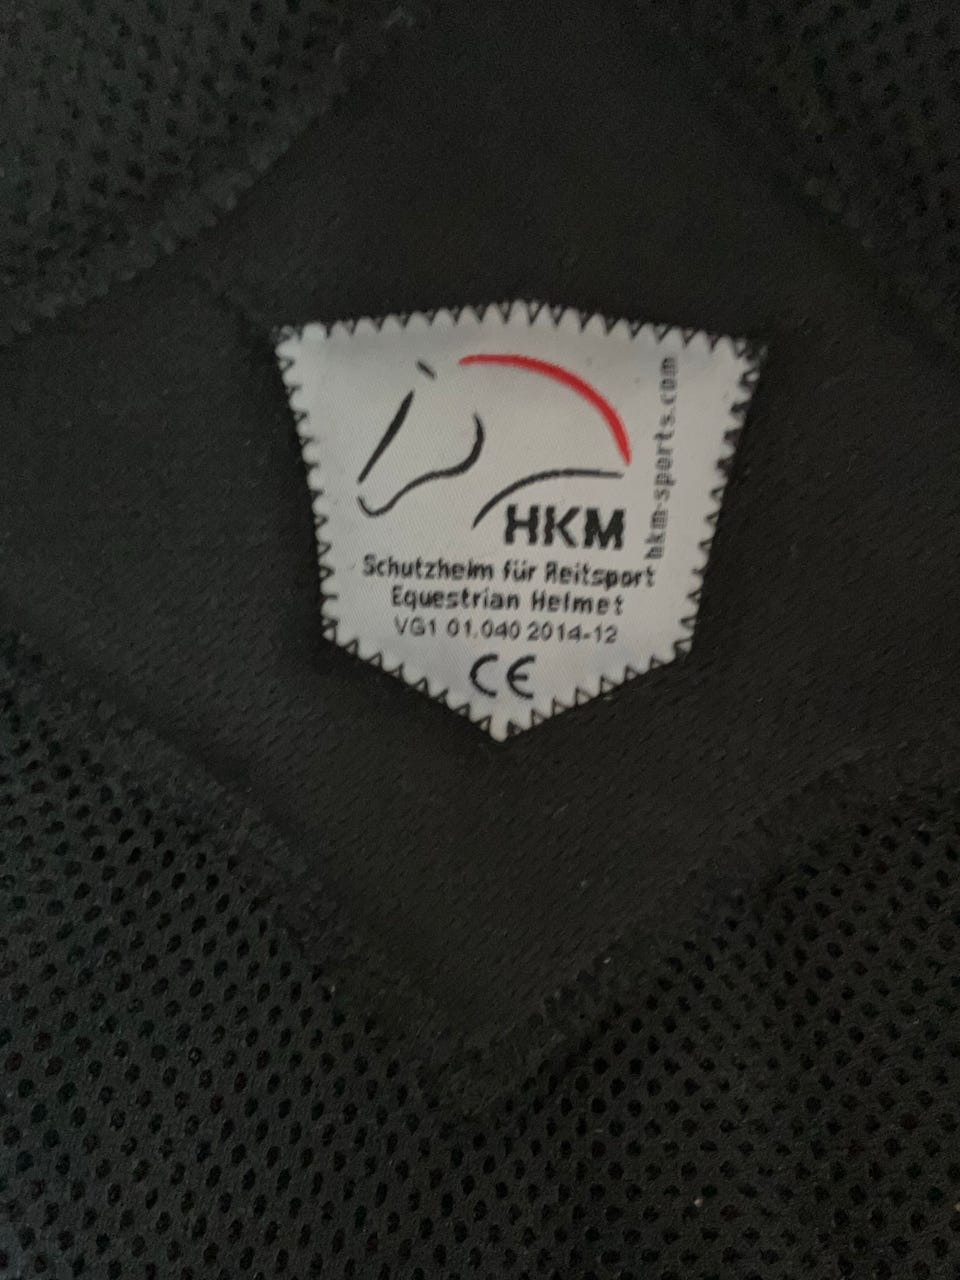 HKM
hkm-sports.com
Schutzhelm für Reitsport
Equestrian Helmet
VG1 01.040 2014-12
CE